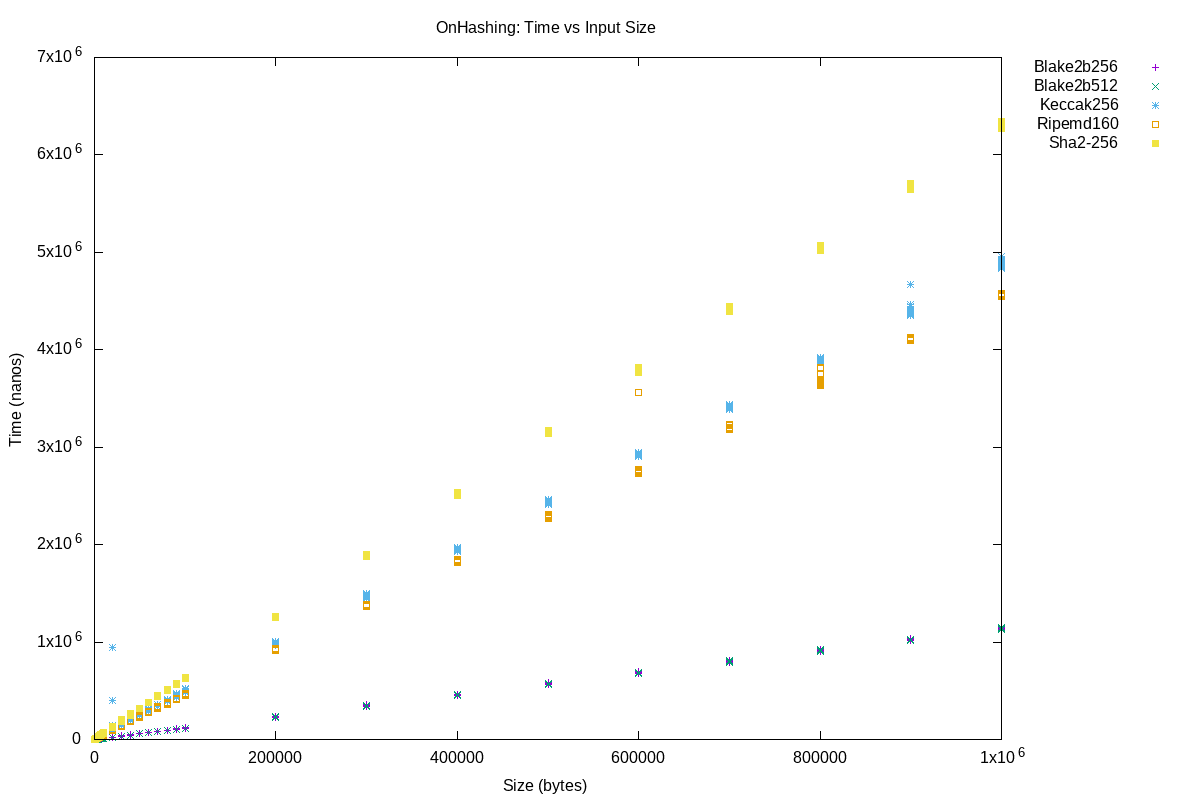 OnHashing: Time vs Input Size
7x10^6
6x10^6
5x10^6
4x10^6
3x10^6
2x10^6
1x10^6
0
Time (nanos)
0 200000 400000 600000 800000 1x10^6
Size (bytes)
Blake2b256
Blake2b512
Keccak256
Ripemd160
Sha2-256